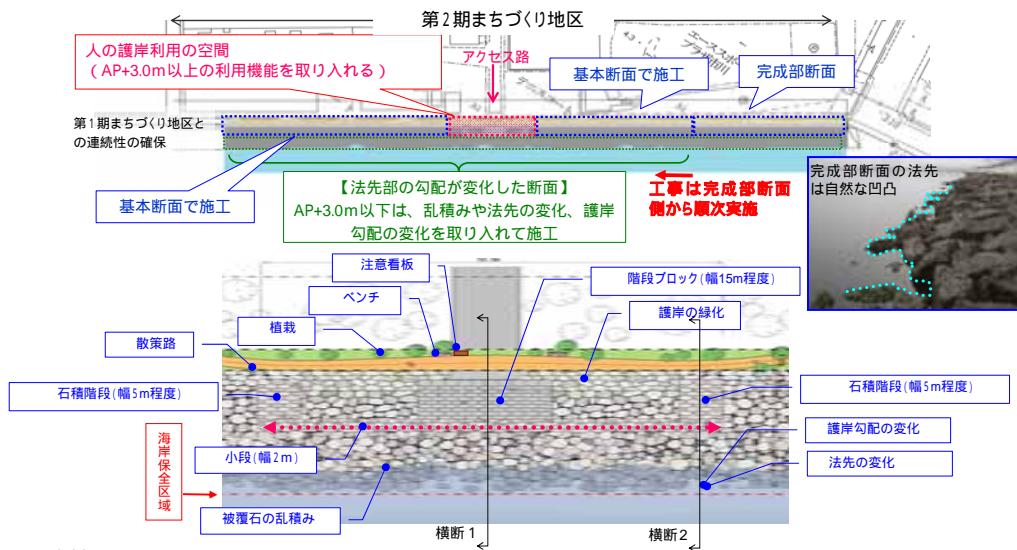 第2期まちづくり地区
人の護岸利用の空間
(AP+3.0m以上の利用機能を取り入れる)
アクセス路
基本断面で施工
完成部断面
第1期まちづくり地区と
の連続性の確保
基本断面で施工
【法先部の勾配が変化した断面】
AP+3.0m以下は、乱積みや法先の変化、護岸
勾配の変化を取り入れて施工
工事は完成部断面
側から順次実施
完成部断面の法先
は自然な凹凸
注意看板
ベンチ
植栽
散策路
石積階段(幅5m程度)
階段ブロック(幅15m程度)
護岸の緑化
石積階段(幅5m程度)
護岸勾配の変化
法先の変化
小段(幅2m)
海岸保全区域
被覆石の乱積み
横断1
横断2